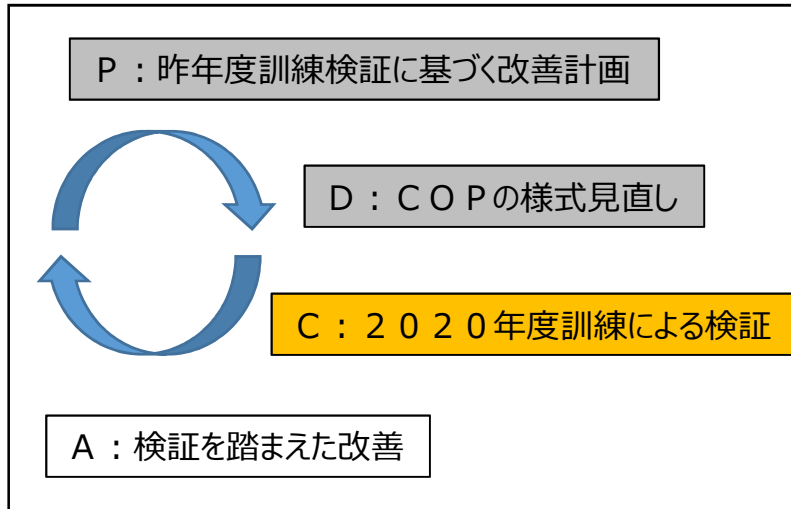 Ｐ：昨年度訓練検証に基づく改善計画
Ｄ：ＣＯＰの様式見直し
Ｃ：２０２０年度訓練による検証
Ａ：検証を踏まえた改善